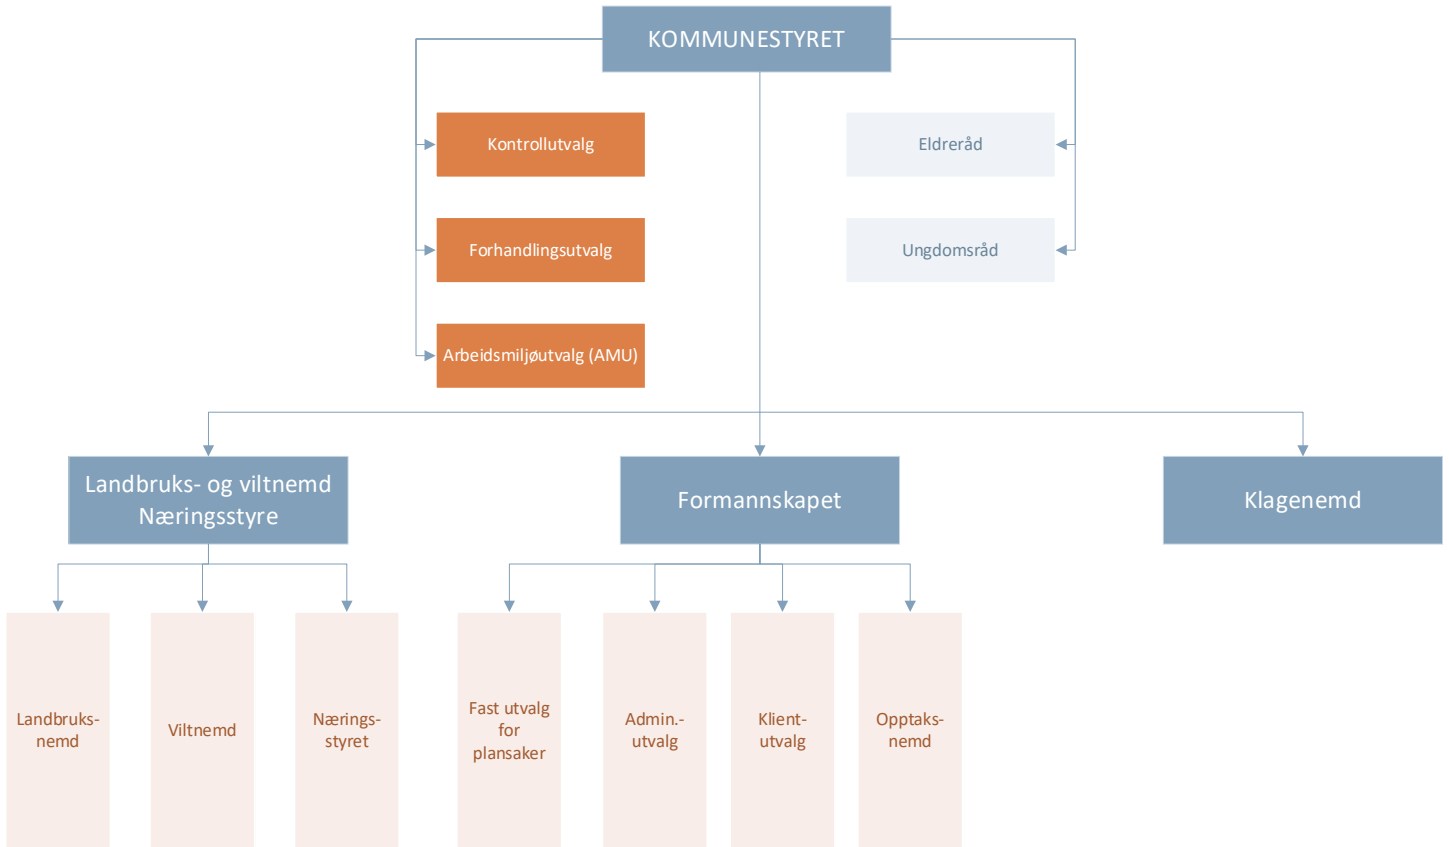 KOMMUNESTYRET
Kontrollutvalg
Eldreråd
Forhandlingsutvalg
Ungdomsråd
Arbeidsmiljøutvalg (AMU)
Landbruks- og viltnemd
Næringsstyre
Formannskapet
Klagenemd
Landbruks-
nemd
Viltnemd
Nærings-
styret
Fast utvalg
for
plansaker
Admin.-
utvalg
Klient-
utvalg
Opptaks-
nemd